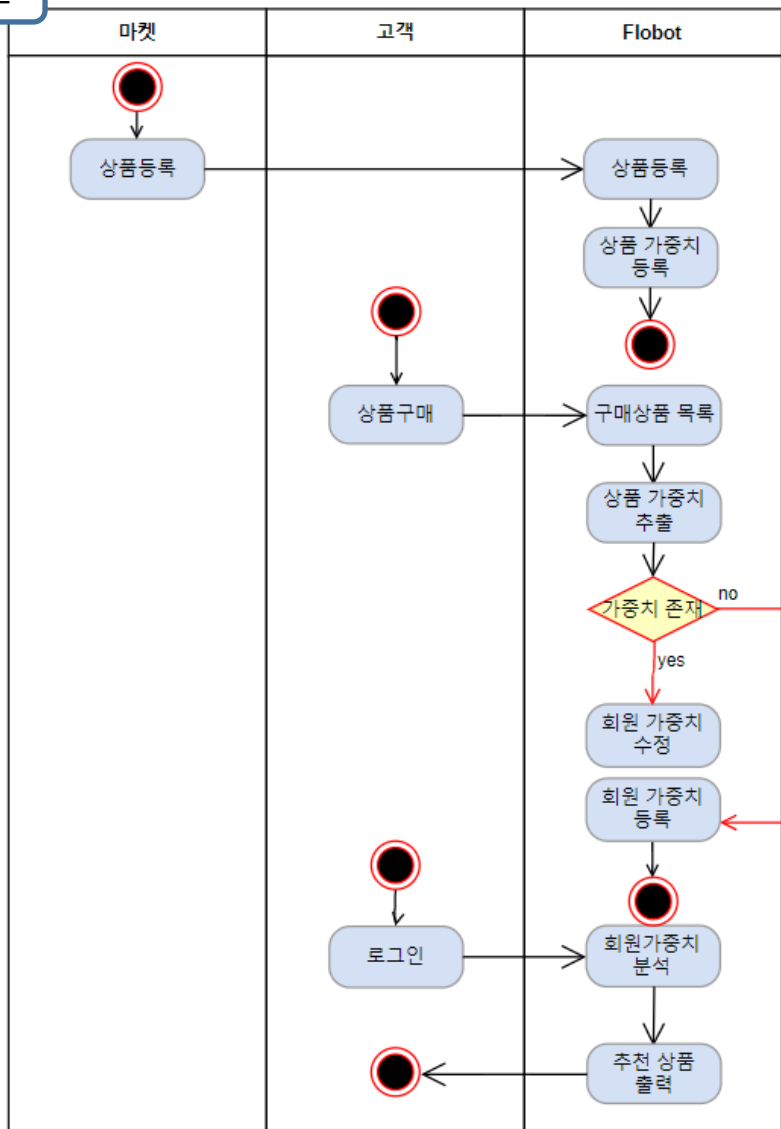 마켓
고객
Flobot
상품등록
상품등록
상품 가중치
등록
상품구매
구매상품 목록
상품 가중치
추출
가중치 존재
no
yes
회원 가중치
수정
회원 가중치
등록
로그인
회원가중치
분석
추천 상품
출력